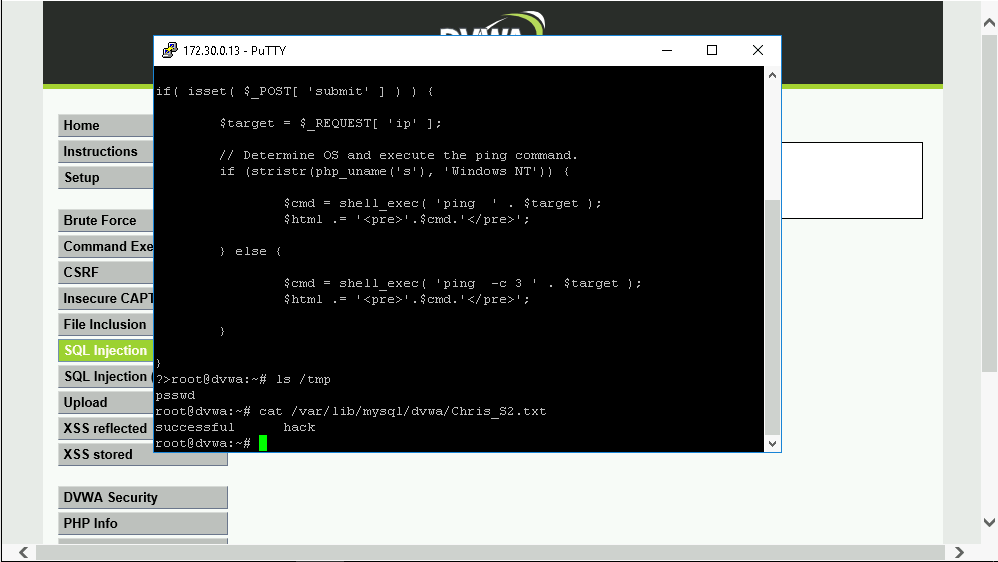 DVWA
172.30.0.13 - PuTTY
if( isset( $_POST[ 'submit' ] ) ) {
$target = $_REQUEST[ 'ip' ];
// Determine OS and execute the ping command.
if (stristr(php_uname('s'), 'Windows NT')) {
$cmd = shell_exec( 'ping  ' . $target );
$html .= '<pre>'.$cmd.'</pre>';
} else {
$cmd = shell_exec( 'ping  -c 3 ' . $target );
$html .= '<pre>'.$cmd.'</pre>';
}
}
?>root@dvwa:~# ls /tmp
psswd
root@dvwa:~# cat /var/lib/mysql/dvwa/Chris_S2.txt
successful      hack
root@dvwa:~#
Home
Instructions
Setup
Brute Force
Command Exe
CSRF
Insecure CAPT
File Inclusion
SQL Injection
SQL Injection (
Upload
XSS reflected
XSS stored
DVWA Security
PHP Info